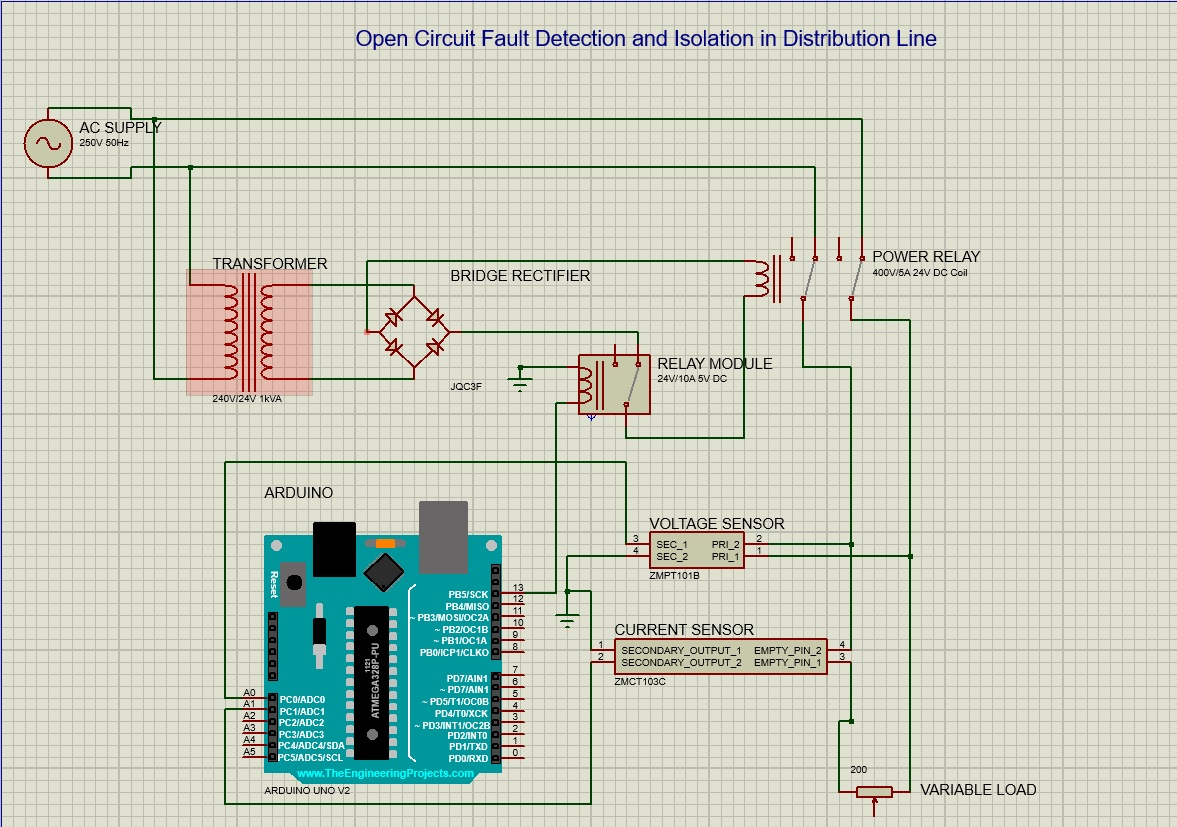 Open Circuit Fault Detection and Isolation in Distribution Line
AC SUPPLY
250V 50Hz
TRANSFORMER
240V/24V 1kVA
BRIDGE RECTIFIER
POWER RELAY
400V/5A 24V DC Coil
JQC3F
RELAY MODULE
24V/10A 5V DC
ARDUINO
VOLTAGE SENSOR
3 SEC_1 PRI_2 2
4 SEC_2 PRI_1 1
ZMPT101B
CURRENT SENSOR
1 SECONDARY_OUTPUT_1 EMPTY_PIN_2 4
2 SECONDARY_OUTPUT_2 EMPTY_PIN_1 3
ZMCT103C
Reset
PB5/SCK 13
PB4/MISO 12
~ PB3/MOSI/OC2A 11
~ PB2/OC1B 10
~ PB1/OC1A 9
PB0/ICP1/CLKO 8
PD7/AIN1 7
~ PD7/AIN1 6
~ PD5/T1/OC0B 5
PD4/T0/XCK 4
~ PD3/INT1/OC2B 3
PD2/INT0 2
PD1/TXD 1
PD0/RXD 0
1121
ATMEGA328P-PU
A0 PC0/ADC0
A1 PC1/ADC1
A2 PC2/ADC2
A3 PC3/ADC3
A4 PC4/ADC4/SDA
A5 PC5/ADC5/SCL
www.TheEngineeringProjects.com
ARDUINO UNO V2
200
VARIABLE LOAD